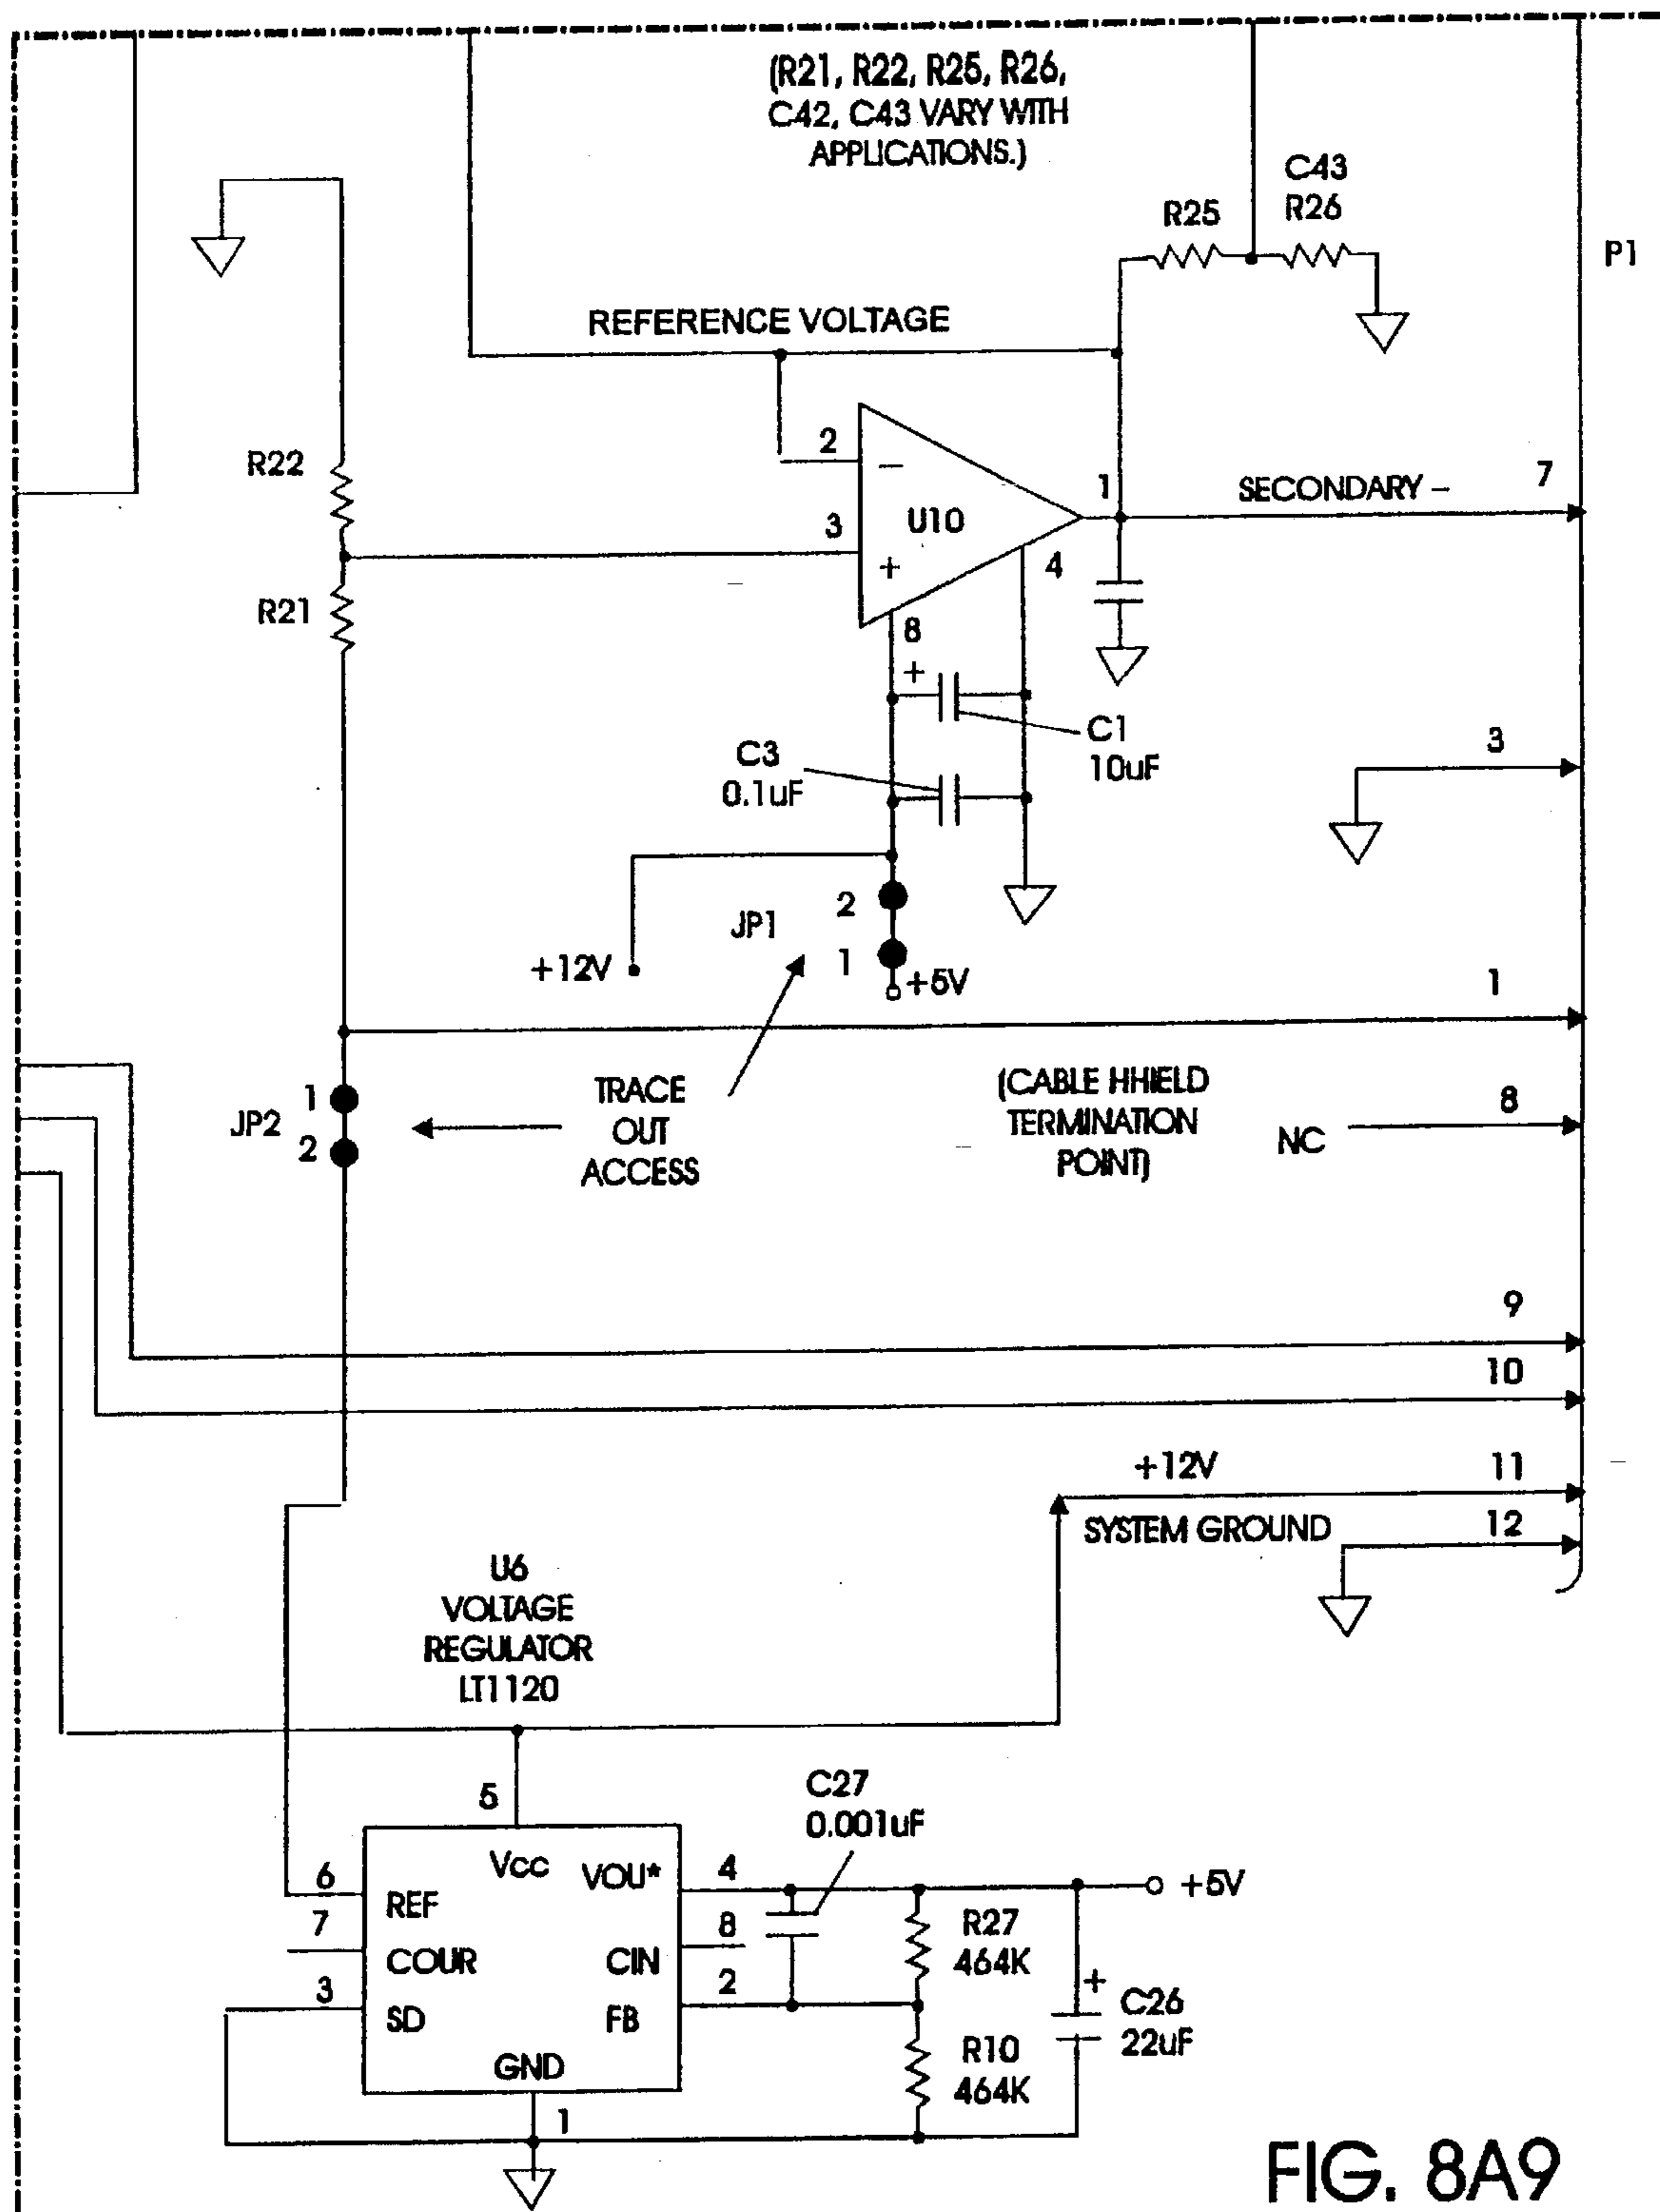 (R21, R22, R25, R26,
C42, C43 VARY WITH
APPLICATIONS.)
C43
R25 R26
P1
REFERENCE VOLTAGE
R22
2
−
1
SECONDARY −
7
3
U10
+
4
R21
8
+
C1
10uF
C3
0.1uF
3
JP1
2
1
+12V
+5V
1
JP2
1
2
TRACE
OUT
ACCESS
(CABLE HHIELD
TERMINATION
POINT)
NC
8
9
10
+12V
11
SYSTEM GROUND
12
U6
VOLTAGE
REGULATOR
LT1120
5
C27
0.001uF
Vcc
6
REF
VOU*
4
+5V
7
COUR
CIN
8
R27
464K
3
SD
FB
2
+
C26
22uF
GND
R10
464K
1
FIG. 8A9